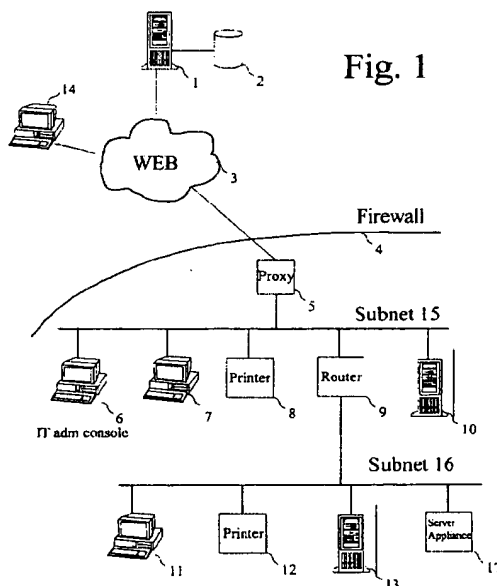 Fig. 1
14
1
2
WEB
3
Firewall
4
Proxy
5
Subnet 15
Printer
Router
6
7
8
9
10
IT adm console
Subnet 16
Printer
Server
Appliance
11
12
13